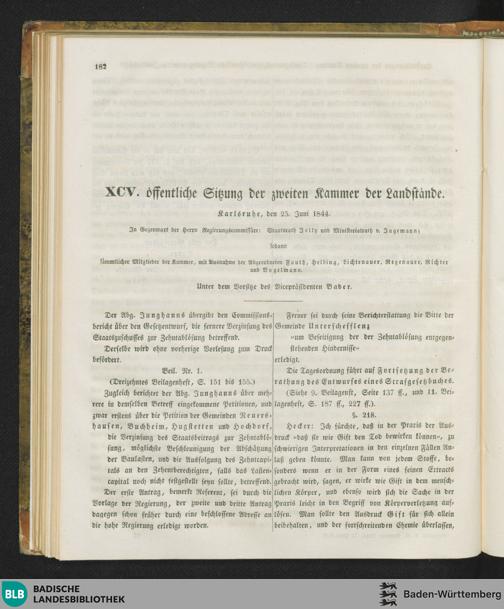 182
XCV. öffentliche Sitzung der zweiten Kammer der Landstände.
Karlsruhe, den 25. Juni 1844.
In Gegenwart der Herrn Regierungscommissäre: Staatsrath Jolly und Ministerialrath v. Jagemann;
sodann
sämmtlicher Mitglieder der Kammer, mit Ausnahme der Abgeordneten Fauth, Helbing, Lichtenauer, Regenauer, Richter
und Vogelmann.
Unter dem Vorsitze des Vicepräsidenten Bader.
Der Abg. Junghanns übergibt den Commissions-
bericht über den Gesetzentwurf, die fernere Verzinsung des
Staatszuschusses zur Zehntablösung betreffend.
Derselbe wird ohne vorherige Vorlesung zum Druck
befördert.
Beil. Nr. 1.
(Dreizehntes Beilagenheft, S. 151 bis 155.)
Zugleich berichtet der Abg. Junghanns über meh-
rere in demselben Betreff eingekommene Petitionen, und
zwar erstens über die Petition der Gemeinden Neuers-
hausen, Buchheim, Hugstetten und Hochdorf,
die Verzinsung des Staatsbeitrags zur Zehntablö-
sung, möglichste Beschleunigung der Abschätzung
der Baulasten, und die Ausfolgung des Zehntcapi-
tals an den Zehntberechtigten, falls das Lasten-
capital noch nicht festgestellt seyn sollte, betreffend.
Der erste Antrag, bemerkt Referent, sei durch die
Vorlage der Regierung, der zweite und dritte Antrag
dagegen schon früher durch eine beschlossene Adresse an
die hohe Regierung erledigt worden.
Ferner sei durch seine Berichterstattung die Bitte der
Gemeinde Unterschefflenz
»um Beseitigung der der Zehntablösung entgegen-
stehenden Hindernisse«
erledigt.
Die Tagesordnung führt auf Fortsetzung der Be-
rathung des Entwurfes eines Strafgesetzbuches.
(Siehe 9. Beilagenheft, Seite 137 ff., und 11. Bei-
lagenheft, S. 187 ff., 227 ff.).
§. 218.
Hecker: Ich fürchte, daß in der Praxis der Aus-
druck »daß sie wie Gift den Tod bewirken können«, zu
schwierigen Interpretationen in den einzelnen Fällen An-
laß geben könnte. Man kann von jedem Stoffe, be-
sonders wenn er in der Form eines feinen Extracts
gebracht wird, sagen, er wirke wie Gift in dem mensch-
lichen Körper, und ebenso wird sich die Sache in der
Praxis leicht in den Begriff von Körperverletzung auf-
lösen. Man sollte den Ausdruck Gift für sich allein
beibehalten, und der fortschreitenden Chemie überlassen,
BLB
BADISCHE
LANDESBIBLIOTHEK
Baden-Württemberg